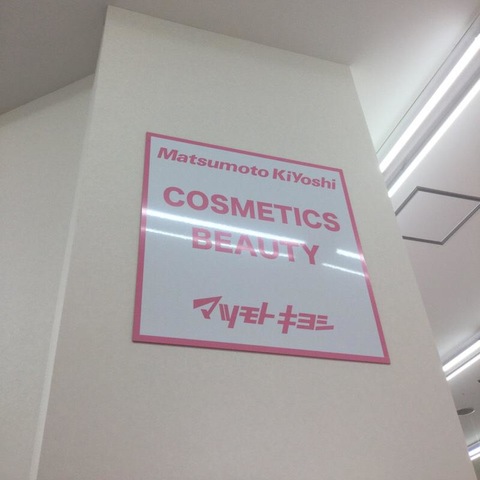 Matsumoto KiYoshi
COSMETICS
BEAUTY
マツモト キヨシ